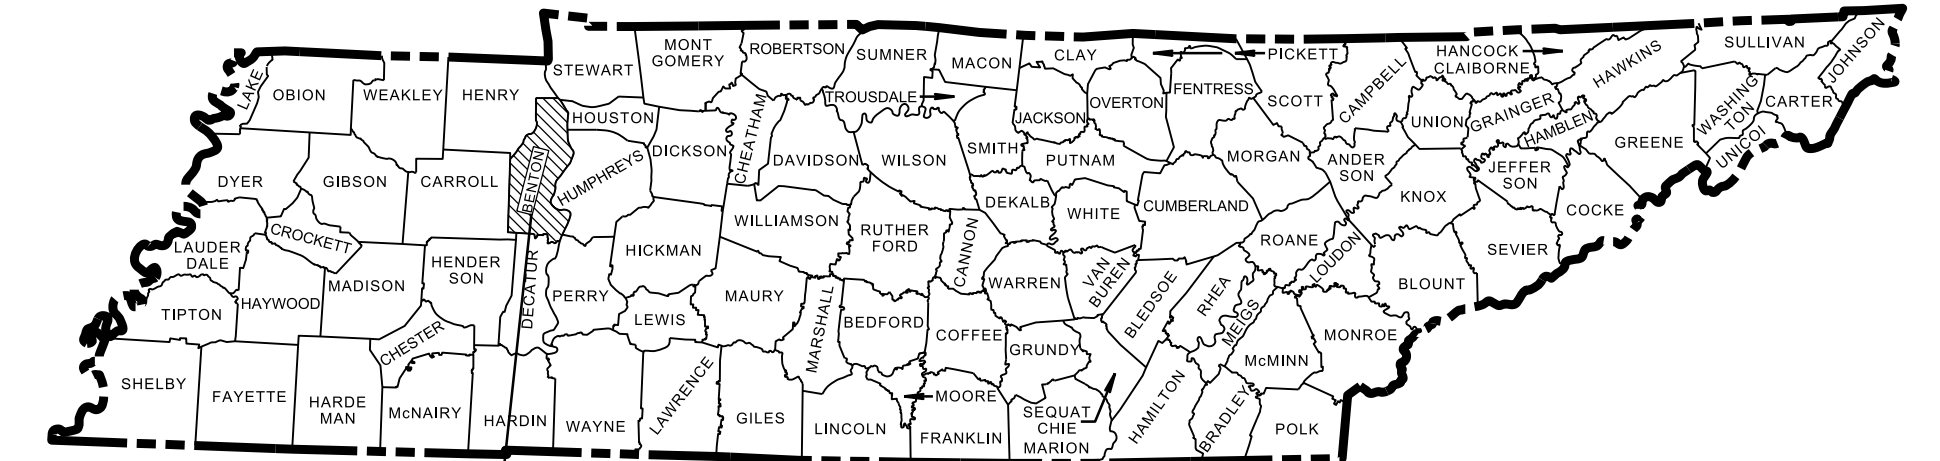 LAKE
OBION
WEAKLEY
HENRY
STEWART
MONT
GOMERY
ROBERTSON
SUMNER
MACON
CLAY
PICKETT
HANCOCK
CLAIBORNE
HAWKINS
SULLIVAN
JOHNSON
HOUSTON
CHEATHAM
TROUSDALE
JACKSON
OVERTON
FENTRESS
SCOTT
CAMPBELL
UNION
GRAINGER
HAMBLEN
WASHING
TON
CARTER
UNICOI
GREENE
DYER
GIBSON
CARROLL
BENTON
HUMPHREYS
DICKSON
DAVIDSON
WILSON
SMITH
PUTNAM
MORGAN
ANDER
SON
KNOX
JEFFER
SON
COCKE
LAUDER
DALE
CROCKETT
HENDER
SON
DECATUR
HICKMAN
WILLIAMSON
RUTHER
FORD
CANNON
DEKALB
WHITE
CUMBERLAND
ROANE
LOUDON
BLOUNT
SEVIER
TIPTON
HAYWOOD
MADISON
CHESTER
PERRY
LEWIS
MAURY
MARSHALL
BEDFORD
COFFEE
WARREN
VAN
BUREN
GRUNDY
BLEDSOE
RHEA
MEIGS
McMINN
MONROE
SHELBY
FAYETTE
HARDE
MAN
McNAIRY
HARDIN
WAYNE
LAWRENCE
GILES
LINCOLN
MOORE
FRANKLIN
SEQUAT
CHIE
MARION
HAMILTON
BRADLEY
POLK